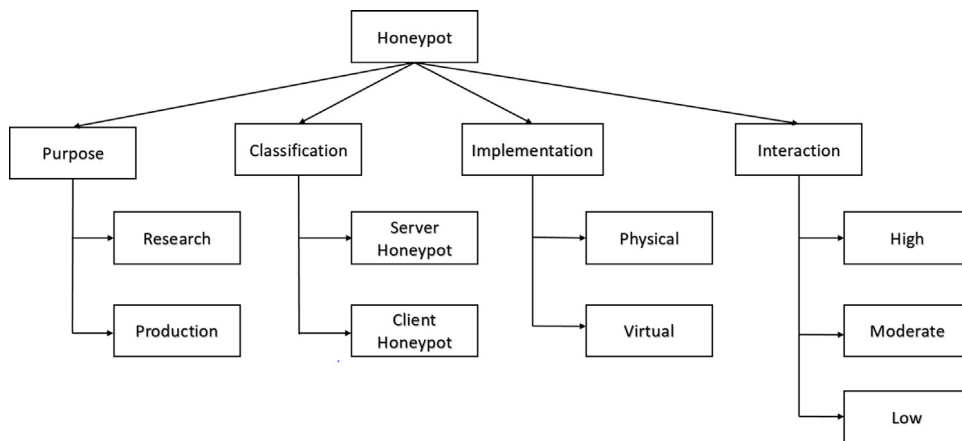 Honeypot
Purpose
Classification
Implementation
Interaction
Research
Server
Honeypot
Physical
High
Production
Client
Honeypot
Virtual
Moderate
Low